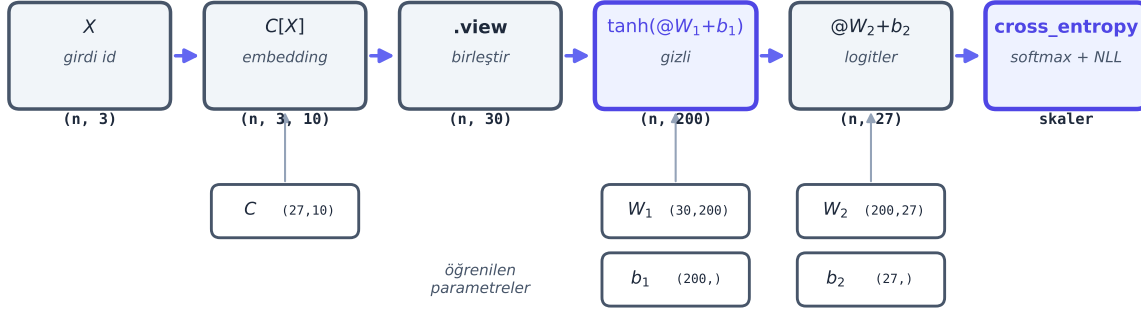 X
girdi id
(n, 3)
C[X]
embedding
(n, 3, 10)
.view
birleştir
(n, 30)
tanh(@W₁+b₁)
gizli
(n, 200)
@W₂+b₂
logitler
(n, 27)
cross_entropy
softmax + NLL
skaler
C (27,10)
W₁ (30,200)
W₂ (200,27)
öğrenilen
parametreler
b₁ (200,)
b₂ (27,)